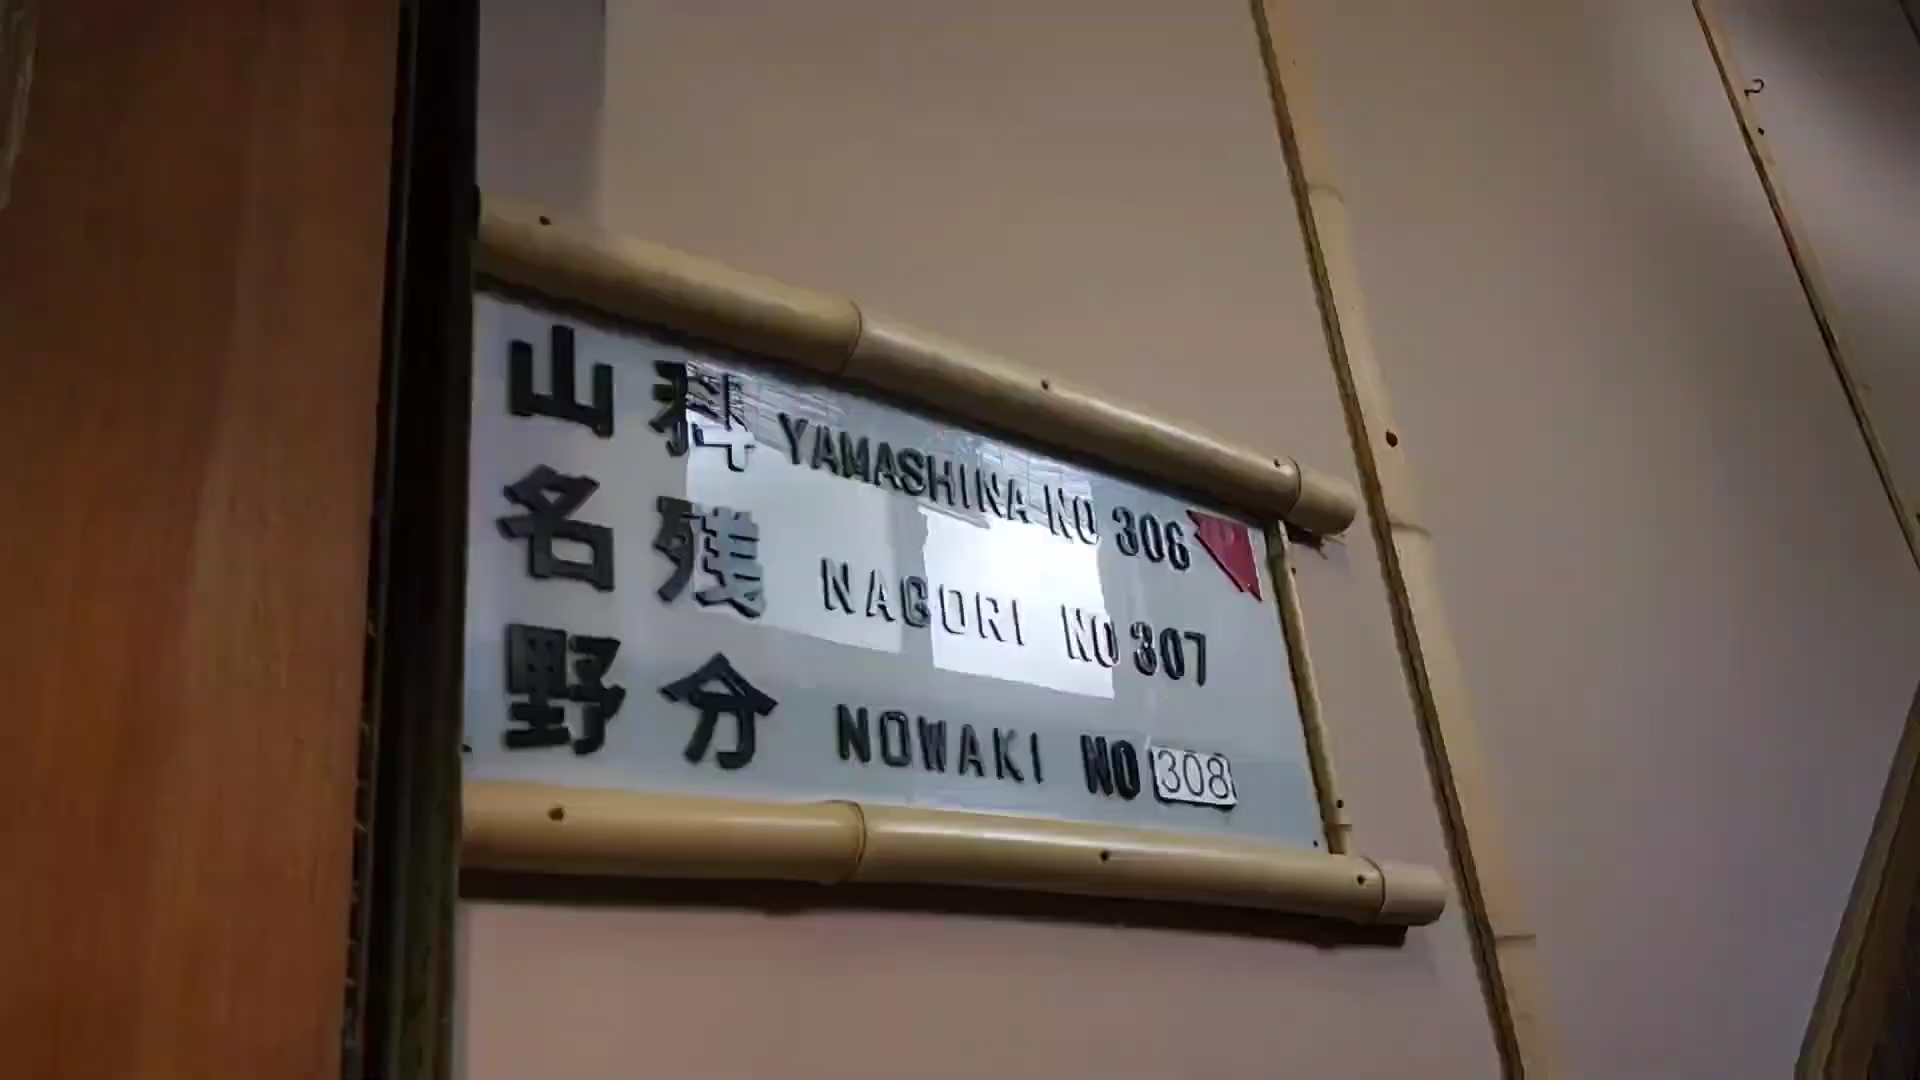 山科 YAMASHINA NO 306
名残 NAGORI NO 307
野分 NOWAKI NO 308